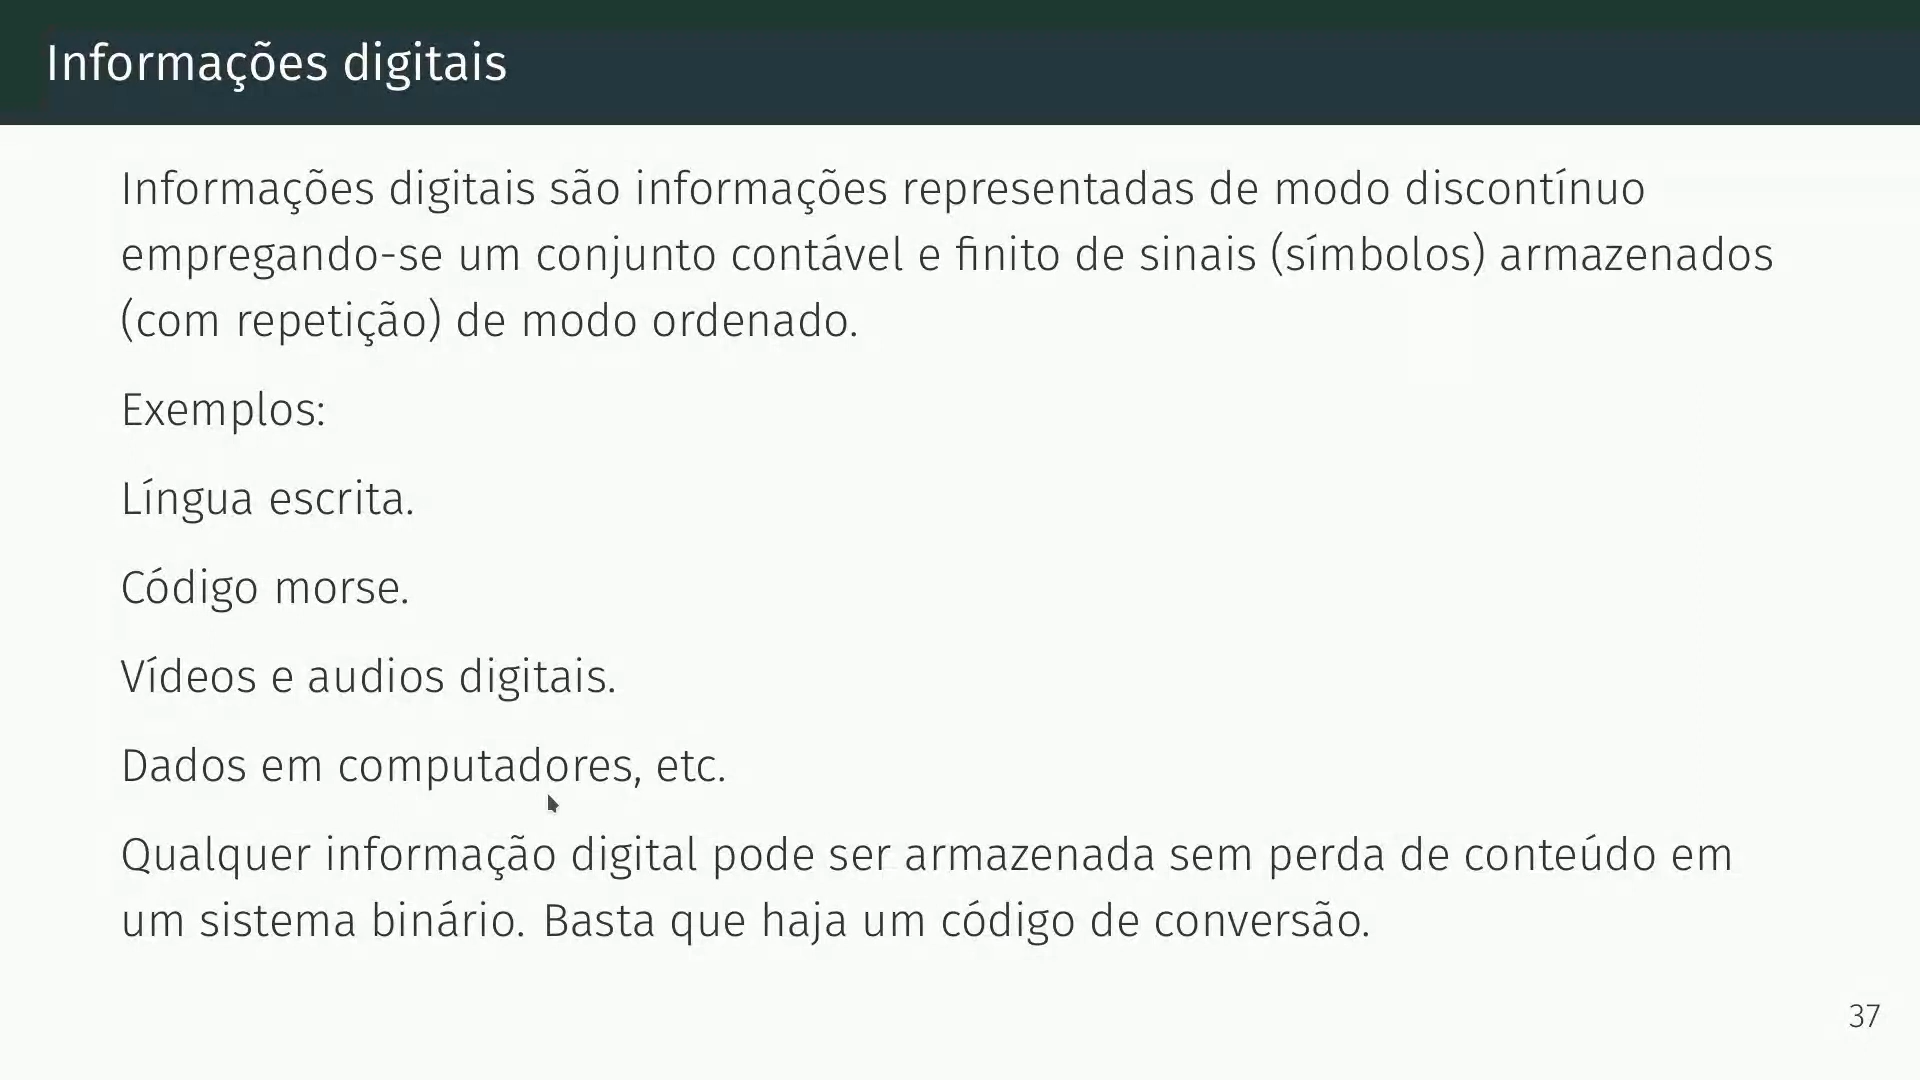 Informações digitais
Informações digitais são informações representadas de modo discontínuo
empregando-se um conjunto contável e finito de sinais (símbolos) armazenados
(com repetição) de modo ordenado.
Exemplos:
Língua escrita.
Código morse.
Vídeos e audios digitais.
Dados em computadores, etc.
Qualquer informação digital pode ser armazenada sem perda de conteúdo em
um sistema binário. Basta que haja um código de conversão.
37